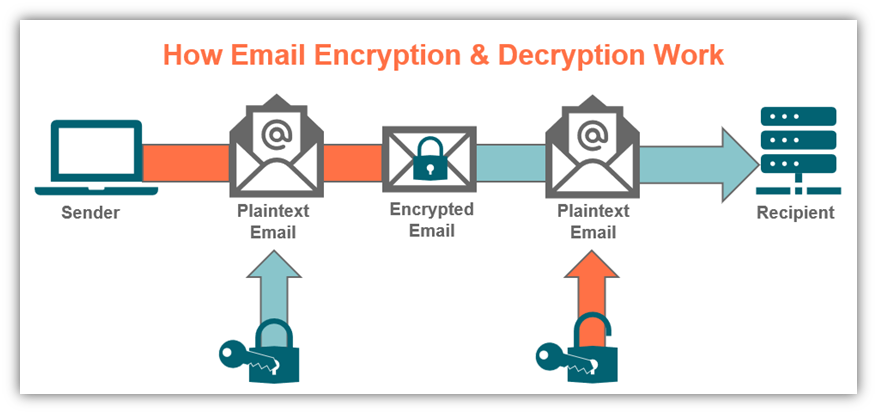 How Email Encryption & Decryption Work
@
@
Sender
Plaintext
Email
Encrypted
Email
Plaintext
Email
Recipient